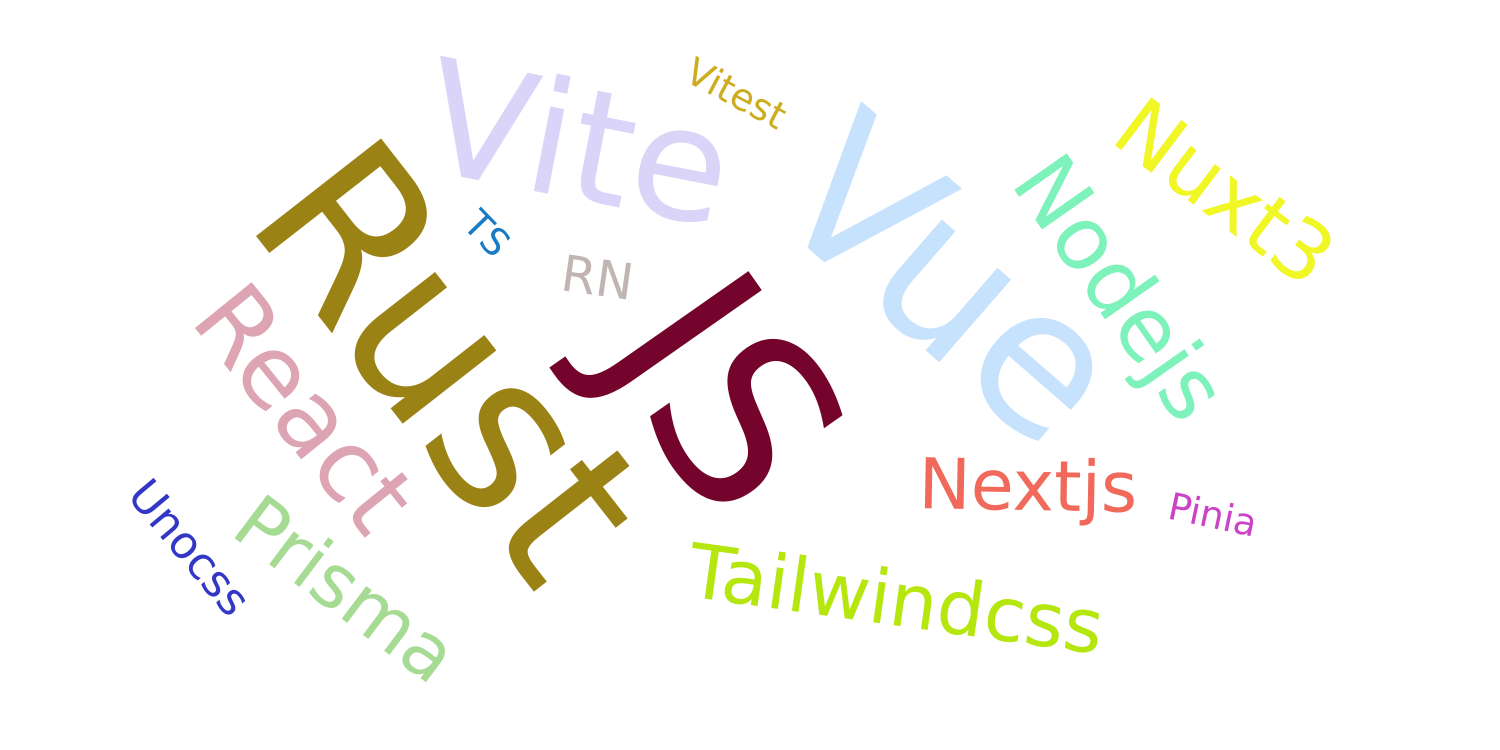 Vite
Vitest
Vue
Nuxt3
Nodejs
Rust
TS
RN
JS
React
Nextjs
Pinia
Unocss
Prisma
Tailwindcss